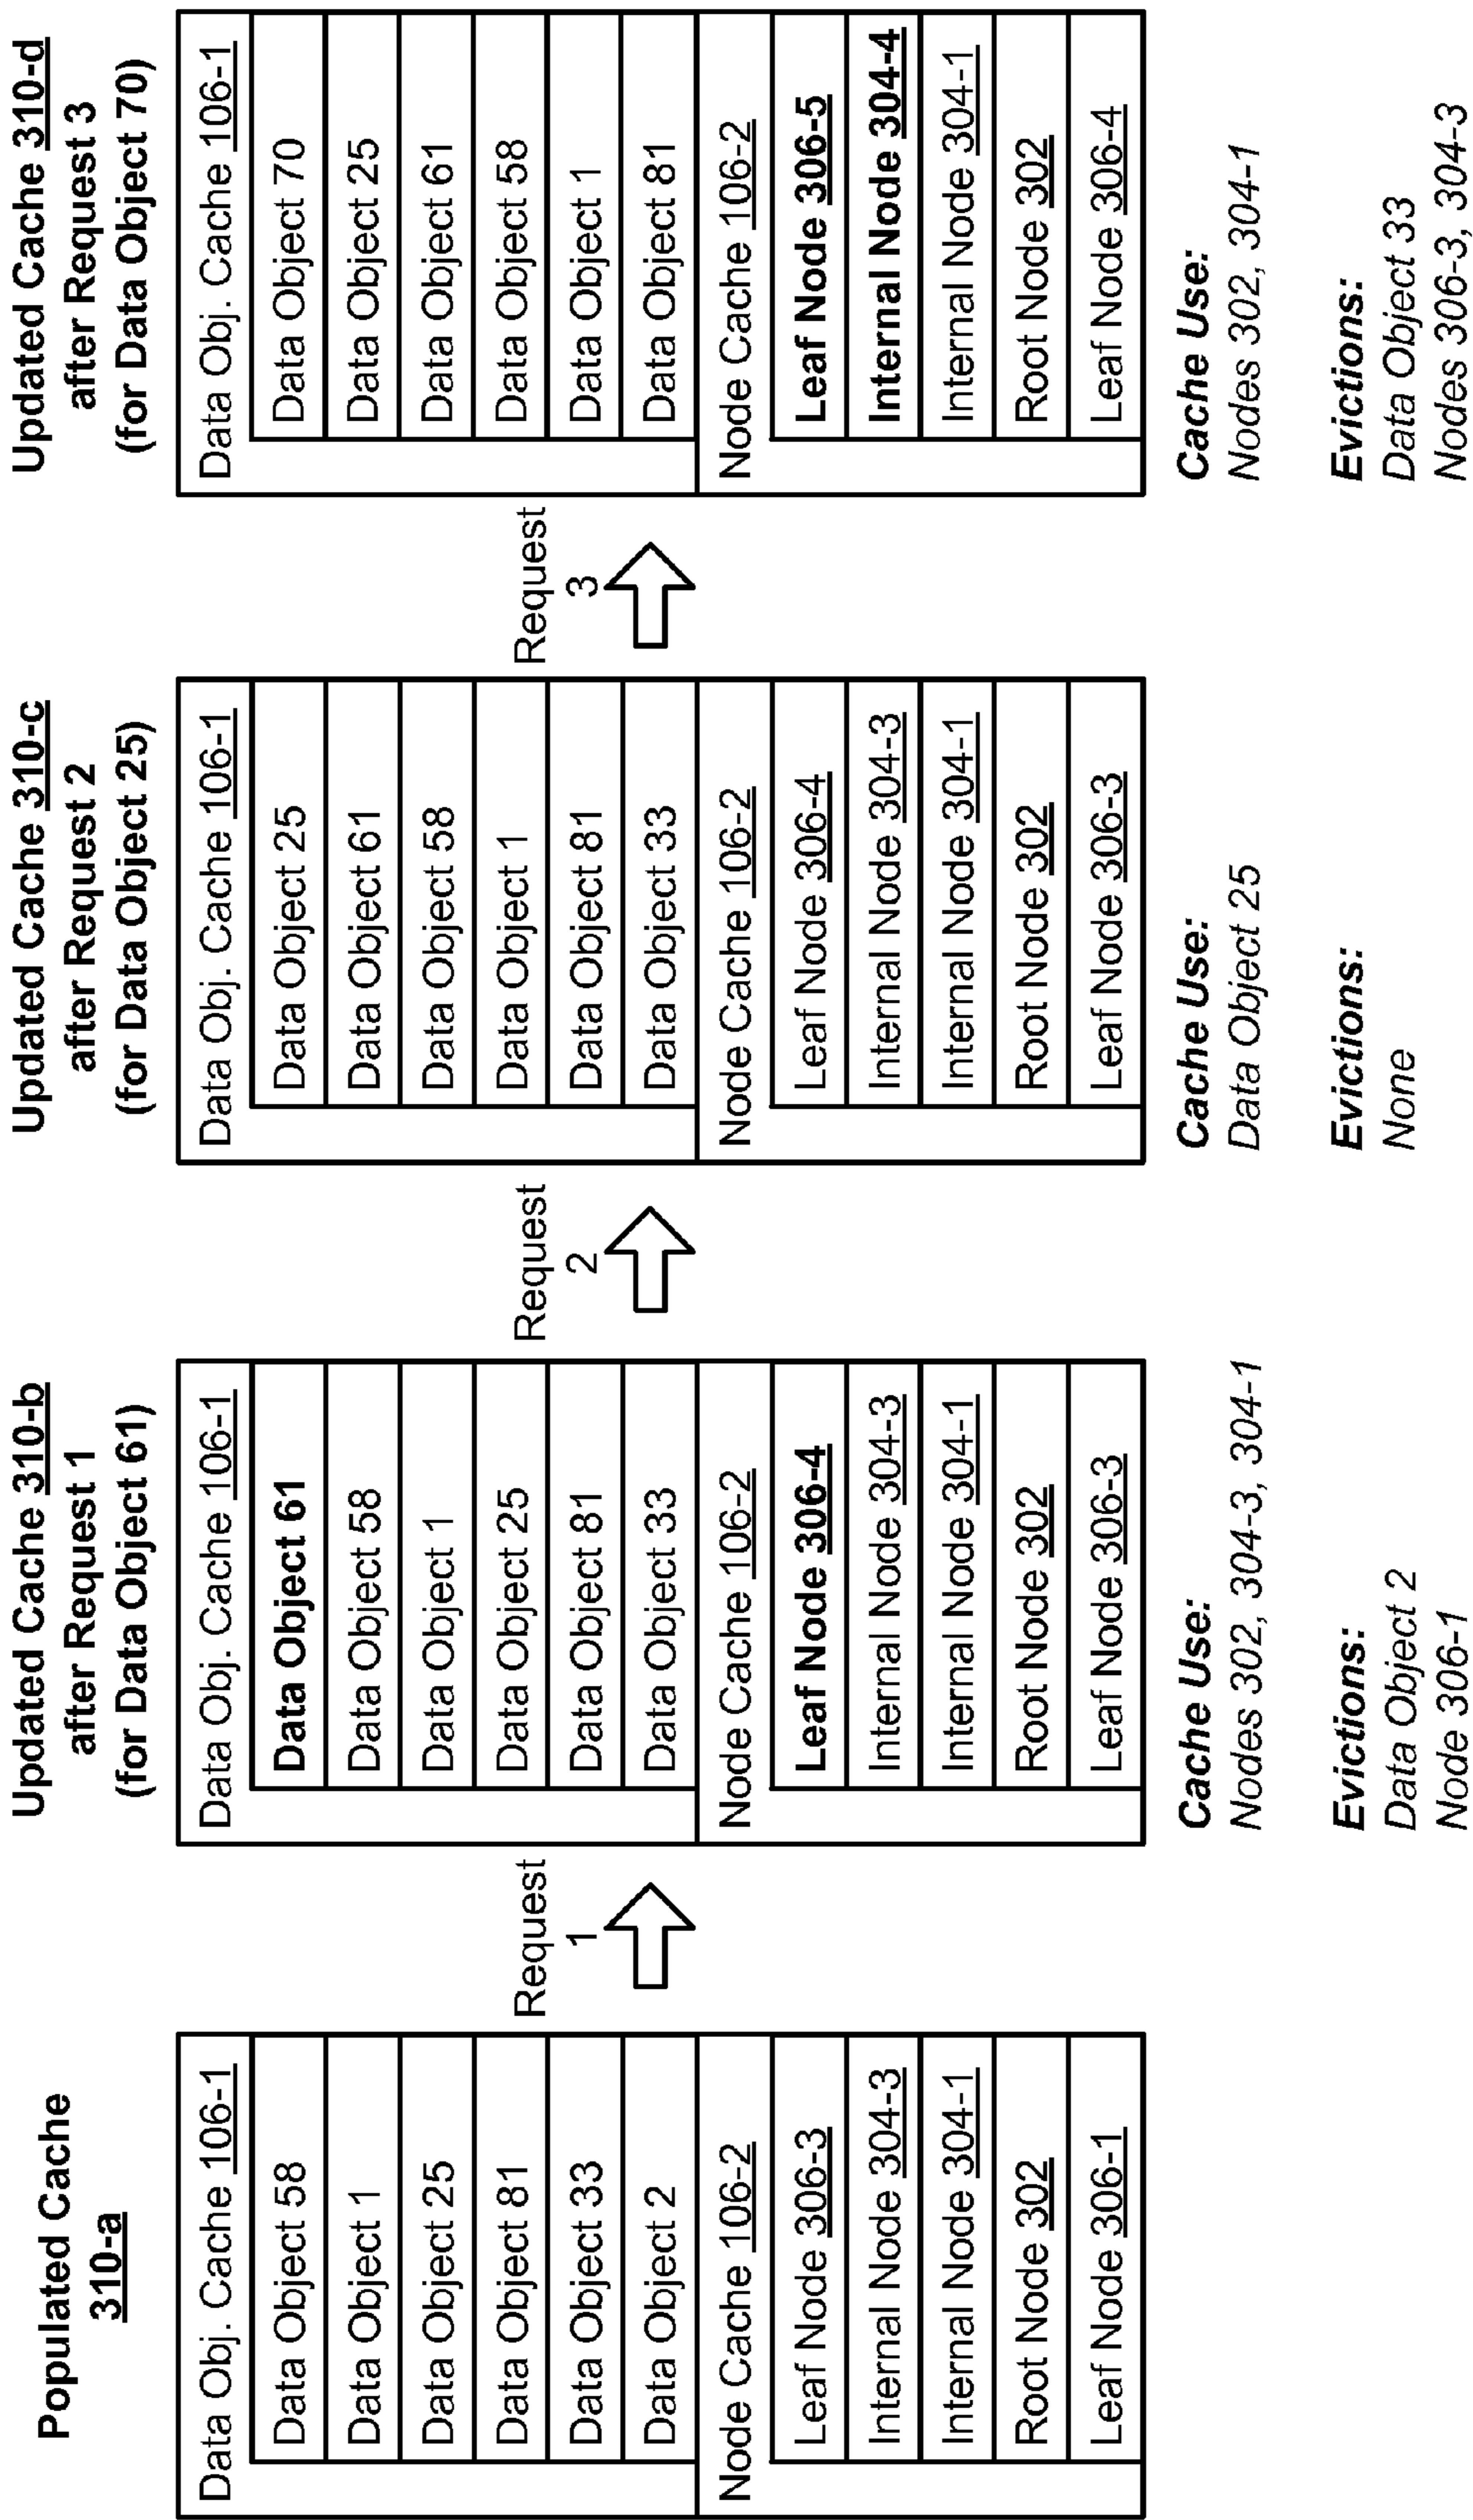 Populated Cache
310-a
Data Obj. Cache 106-1
Data Object 58
Data Object 1
Data Object 25
Data Object 81
Data Object 33
Data Object 2
Node Cache 106-2
Leaf Node 306-3
Internal Node 304-3
Internal Node 304-1
Root Node 302
Leaf Node 306-1
Request
1
Updated Cache 310-b
after Request 1
(for Data Object 61)
Data Obj. Cache 106-1
Data Object 61
Data Object 58
Data Object 1
Data Object 25
Data Object 81
Data Object 33
Node Cache 106-2
Leaf Node 306-4
Internal Node 304-3
Internal Node 304-1
Root Node 302
Leaf Node 306-3
Cache Use:
Nodes 302, 304-3, 304-1
Evictions:
Data Object 2
Node 306-1
Request
2
Updated Cache 310-c
after Request 2
(for Data Object 25)
Data Obj. Cache 106-1
Data Object 25
Data Object 61
Data Object 58
Data Object 1
Data Object 81
Data Object 33
Node Cache 106-2
Leaf Node 306-4
Internal Node 304-3
Internal Node 304-1
Root Node 302
Leaf Node 306-3
Cache Use:
Data Object 25
Evictions:
None
Request
3
Updated Cache 310-d
after Request 3
(for Data Object 70)
Data Obj. Cache 106-1
Data Object 70
Data Object 25
Data Object 61
Data Object 58
Data Object 1
Data Object 81
Node Cache 106-2
Leaf Node 306-5
Internal Node 304-4
Internal Node 304-1
Root Node 302
Leaf Node 306-4
Cache Use:
Nodes 302, 304-1
Evictions:
Data Object 33
Nodes 306-3, 304-3